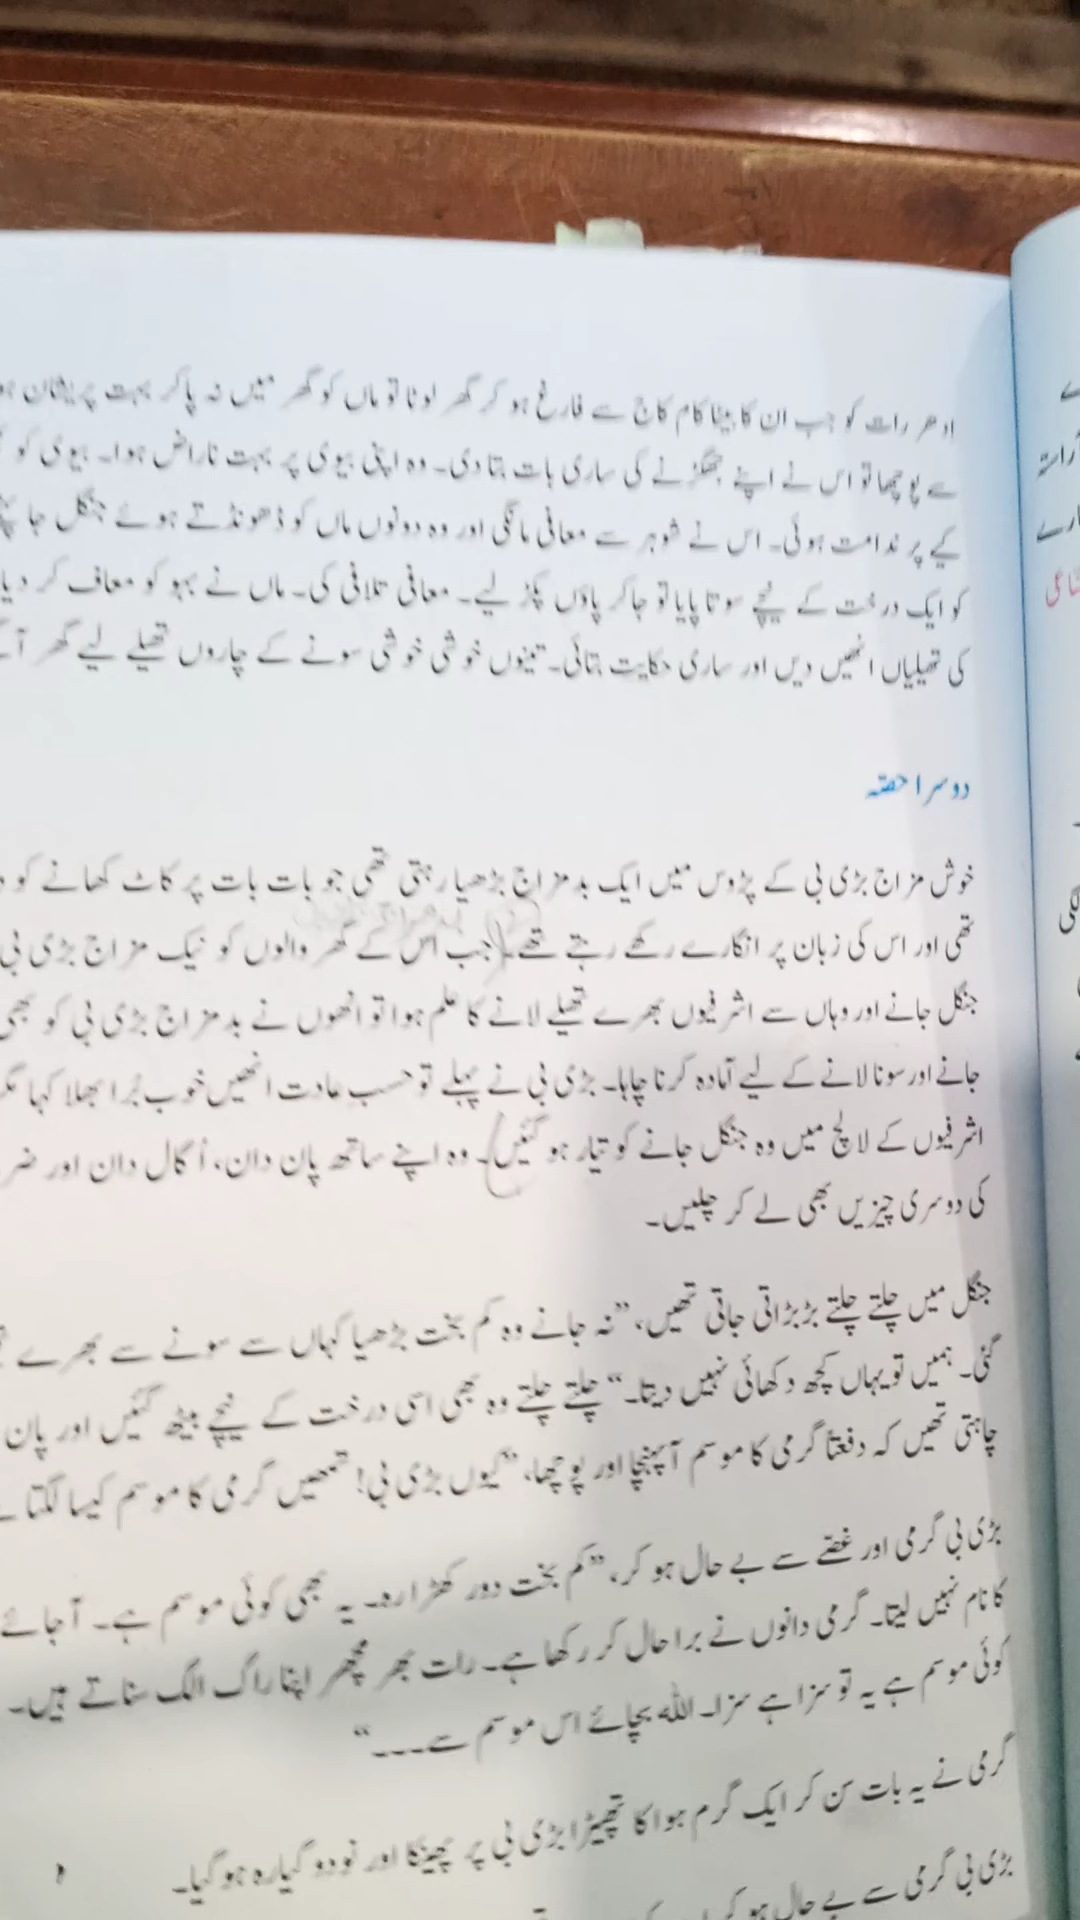 ادھر رات کو جب ان کا بیٹا کام کاج سے فارغ ہو کر گھر لوٹا تو ماں کو گھر میں نہ پا کر بہت پریشان
سے پوچھا تو اس نے اپنے جھگڑنے کی ساری بات بتا دی۔ وہ اپنی بیوی پر بہت ناراض ہوا۔ بیوی کو
کیے پر ندامت ہوئی۔ اس نے شوہر سے معافی مانگی اور وہ دونوں ماں کو ڈھونڈتے ہوئے جنگل جا
کو ایک درخت کے نیچے سوتا پایا تو جا کر پاؤں پکڑ لیے۔ معافی تلافی کی۔ ماں نے بہو کو معاف کر دیا
کی تھیلیاں انھیں دیں اور ساری حکایت بتائی۔ تینوں خوشی خوشی سونے کے چاروں تھیلے لیے گھر
دوسرا حصّہ
خوش مزاج بڑی بی کے پڑوس میں ایک بدمزاج بڑھیا رہتی تھی جو بات بات پر کاٹ کھانے کو
تھی اور اس کی زبان پر انگارے رکھے رہتے تھے۔ جب اس کے گھر والوں کو نیک مزاج بڑی بی
جنگل جانے اور وہاں سے اشرفیوں بھرے تھیلے لانے کا علم ہوا تو انھوں نے بدمزاج بڑی بی کو بھی
جانے اور سونا لانے کے لیے آمادہ کرنا چاہا۔ بڑی بی نے پہلے تو حسبِ عادت انھیں خوب بُرا بھلا کہا
اشرفیوں کے لالچ میں وہ جنگل جانے کو تیار ہو گئیں۔ وہ اپنے ساتھ پان دان، اُگال دان اور
کی دوسری چیزیں بھی لے کر چلیں۔
جنگل میں چلتے چلتے بڑبڑاتی جاتی تھیں، ”نہ جانے وہ کم بخت بڑھیا کہاں سے سونے سے بھرے
گئی۔ ہمیں تو یہاں کچھ دکھائی نہیں دیتا۔“ چلتے چلتے وہ بھی اسی درخت کے نیچے بیٹھ گئیں اور پان
چاہتی تھیں کہ دفعتاً گرمی کا موسم آ پہنچا اور پوچھا، ”کیوں بڑی بی! تمھیں گرمی کا موسم کیسا لگتا
بڑی بی گرمی اور غصّے سے بے حال ہو کر، ”کم بخت دور کھڑا رہ۔ یہ بھی کوئی موسم ہے۔ آ جائے
کا نام نہیں لیتا۔ گرمی دانوں نے برا حال کر رکھا ہے۔ رات بھر مچھر اپنا راگ الگ سناتے ہیں۔
کوئی موسم ہے یہ تو سزا ہے سزا۔ اللہ بچائے اس موسم سے۔۔۔“
گرمی نے یہ بات سن کر ایک گرم ہوا کا تھپیڑا بڑی بی پر پھینکا اور نو دو گیارہ ہو گیا۔
بڑی بی گرمی سے بے حال ہو کر